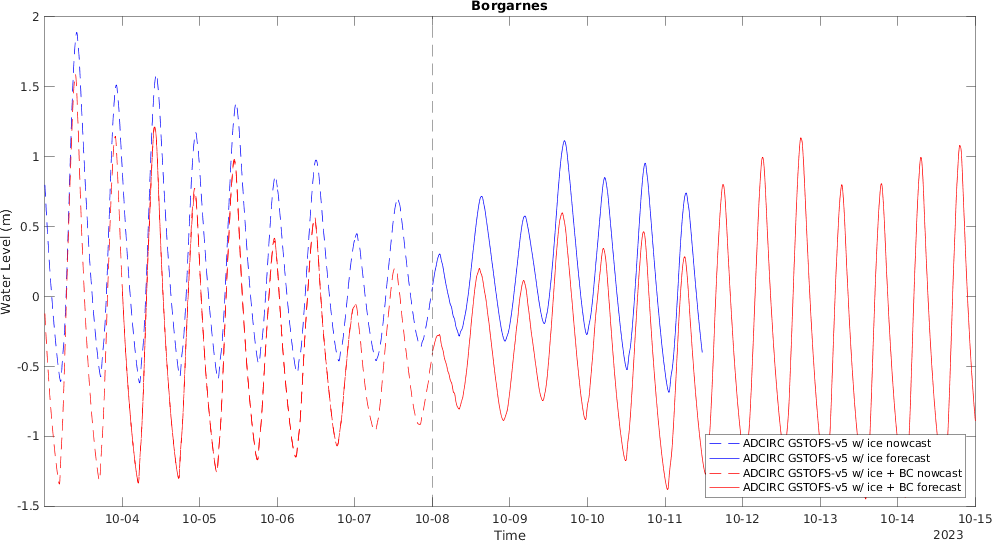 Borgarnes
2
1.5
1
0.5
0
-0.5
-1
-1.5
Water Level (m)
ADCIRC GSTOFS-v5 w/ ice nowcast
ADCIRC GSTOFS-v5 w/ ice forecast
ADCIRC GSTOFS-v5 w/ ice + BC nowcast
ADCIRC GSTOFS-v5 w/ ice + BC forecast
10-04 10-05 10-06 10-07 10-08 10-09 10-10 10-11 10-12 10-13 10-14 10-15
Time
2023